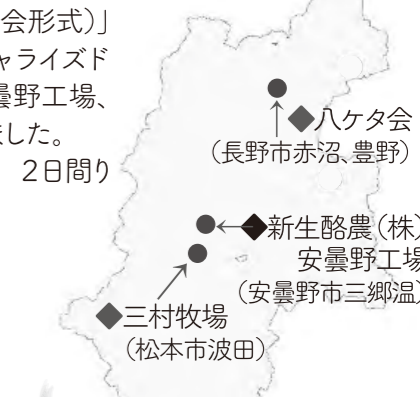 会形式)」
ャライズド
曇野工場、
ました。
2日間り
◆八ケタ会
(長野市赤沼、豊野)
◆新生酪農(株)
安曇野工場
(安曇野市三郷温)
◆三村牧場
(松本市波田)